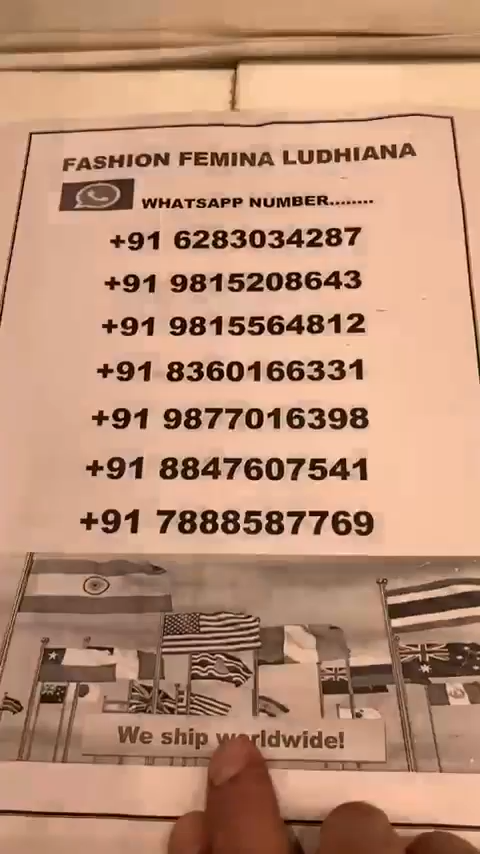 FASHION FEMINA LUDHIANA
WHATSAPP NUMBER........
+91 6283034287
+91 9815208643
+91 9815564812
+91 8360166331
+91 9877016398
+91 8847607541
+91 7888587769
We ship worldwide!